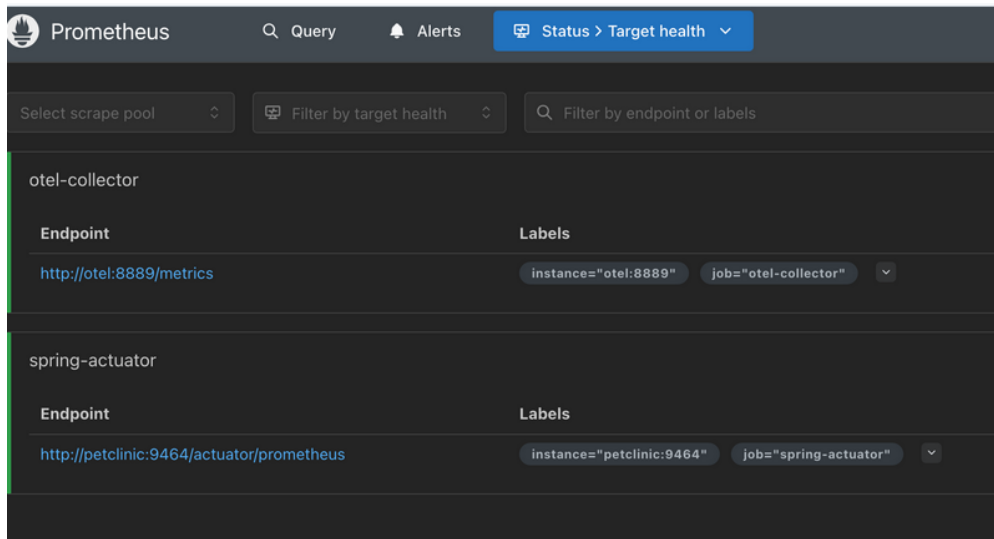 Prometheus Query Alerts Status > Target health
Select scrape pool Filter by target health Filter by endpoint or labels
otel-collector
Endpoint Labels
http://otel:8889/metrics instance="otel:8889" job="otel-collector"
spring-actuator
Endpoint Labels
http://petclinic:9464/actuator/prometheus instance="petclinic:9464" job="spring-actuator"